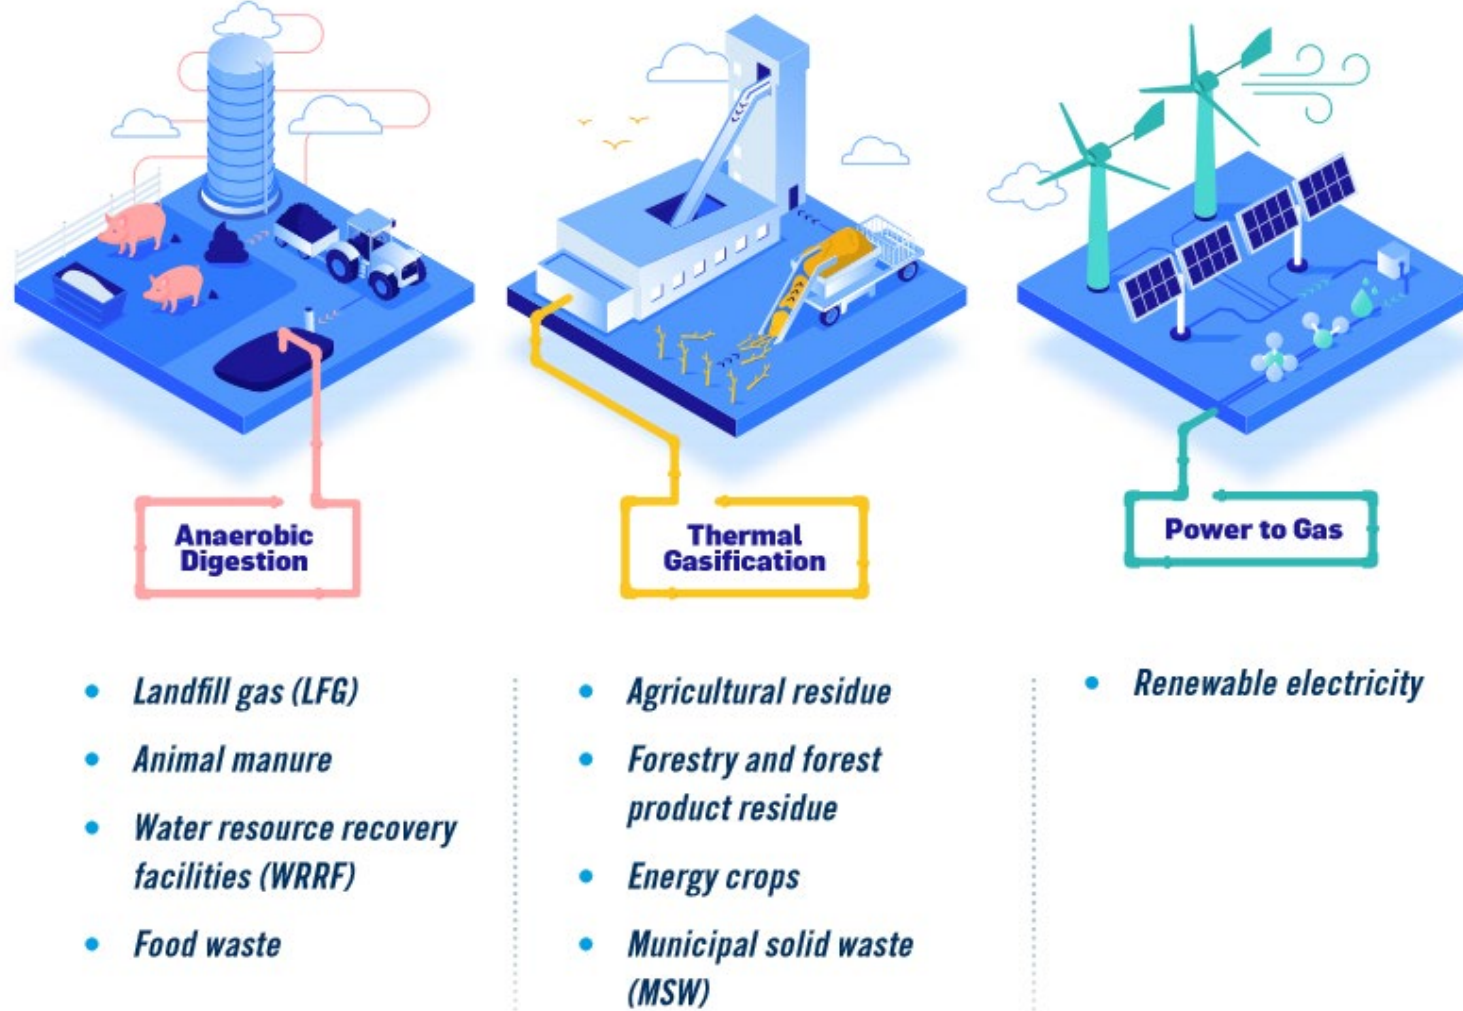 Anaerobic
Digestion
Thermal
Gasification
Power to Gas
• Landfill gas (LFG)
• Animal manure
• Water resource recovery
facilities (WRRF)
• Food waste
• Agricultural residue
• Forestry and forest
product residue
• Energy crops
• Municipal solid waste
(MSW)
• Renewable electricity